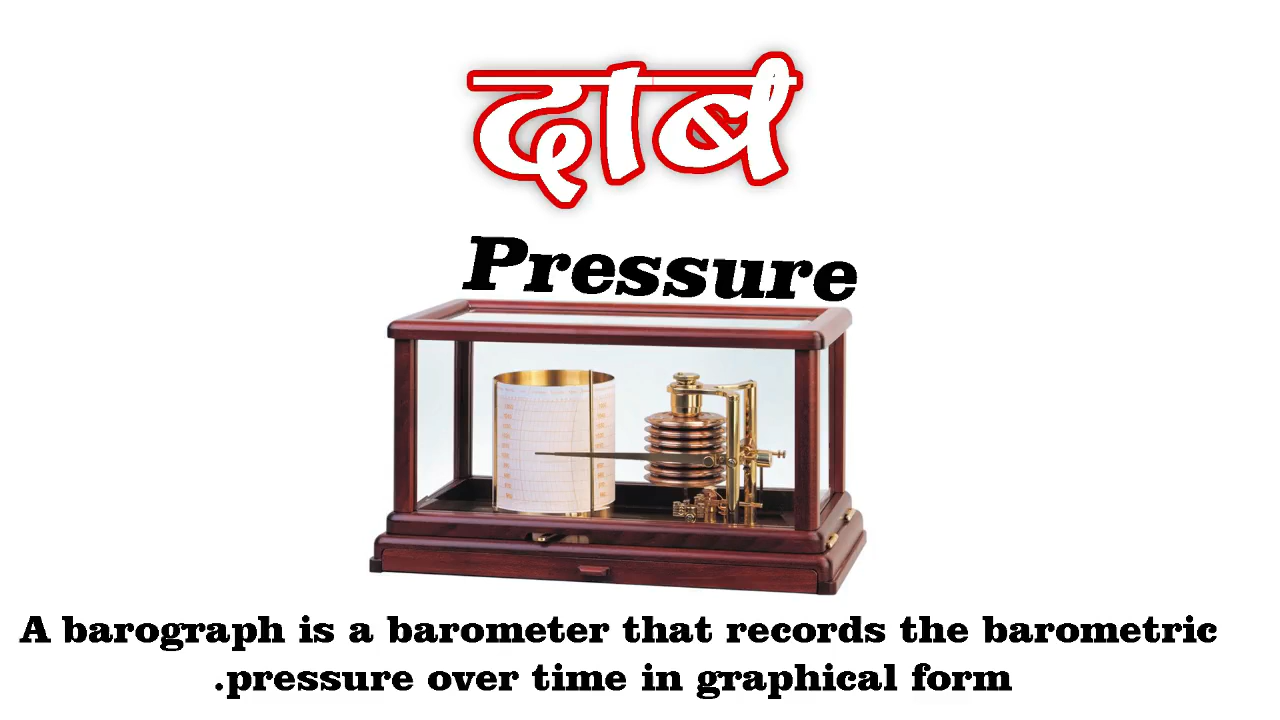 दाब
Pressure
A barograph is a barometer that records the barometric
.pressure over time in graphical form